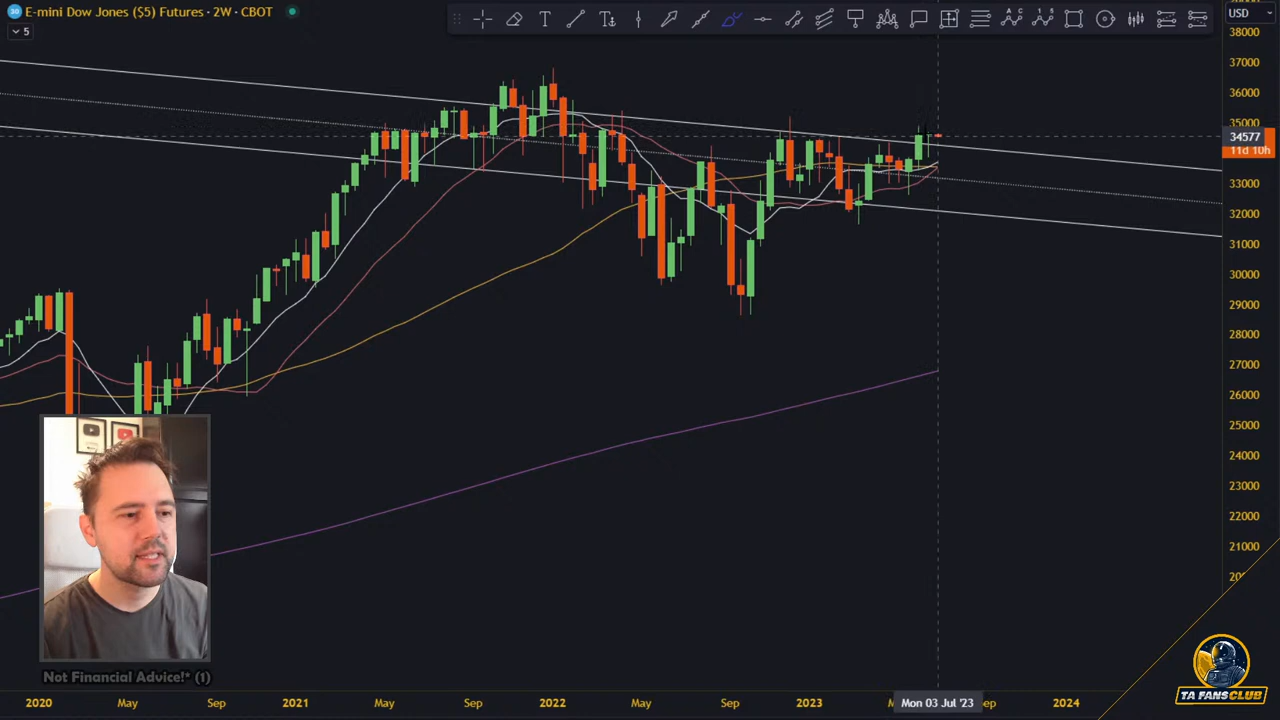 30 E-mini Dow Jones ($5) Futures · 2W · CBOT
5
USD
38000
37000
36000
35000
34577
11d 10h
33000
32000
31000
30000
29000
28000
27000
26000
25000
24000
23000
22000
21000
Not Financial Advice!* (1)
2020
May
Sep
2021
May
Sep
2022
May
Sep
2023
Mon 03 Jul '23
2024
TA FANSCLUB